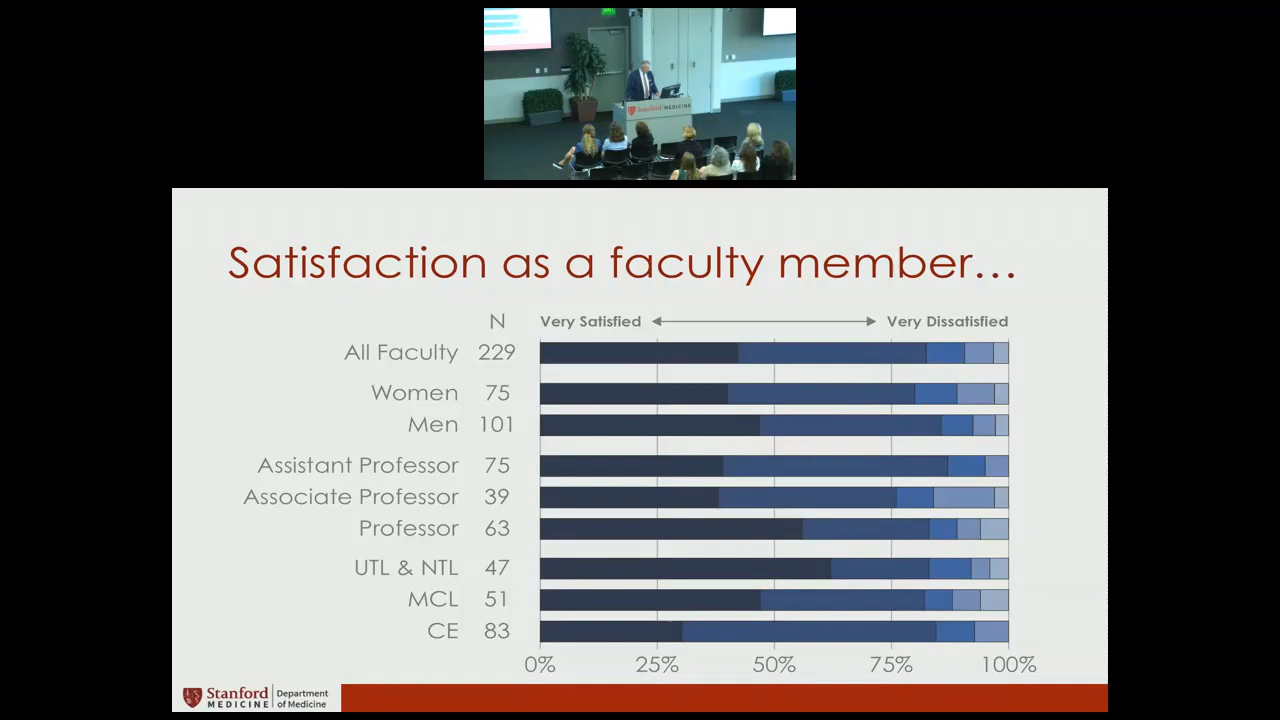 Stanford MEDICINE
Satisfaction as a faculty member...
N
Very Satisfied
Very Dissatisfied
All Faculty 229
Women 75
Men 101
Assistant Professor 75
Associate Professor 39
Professor 63
UTL & NTL 47
MCL 51
CE 83
0% 25% 50% 75% 100%
Stanford MEDICINE
Department of Medicine